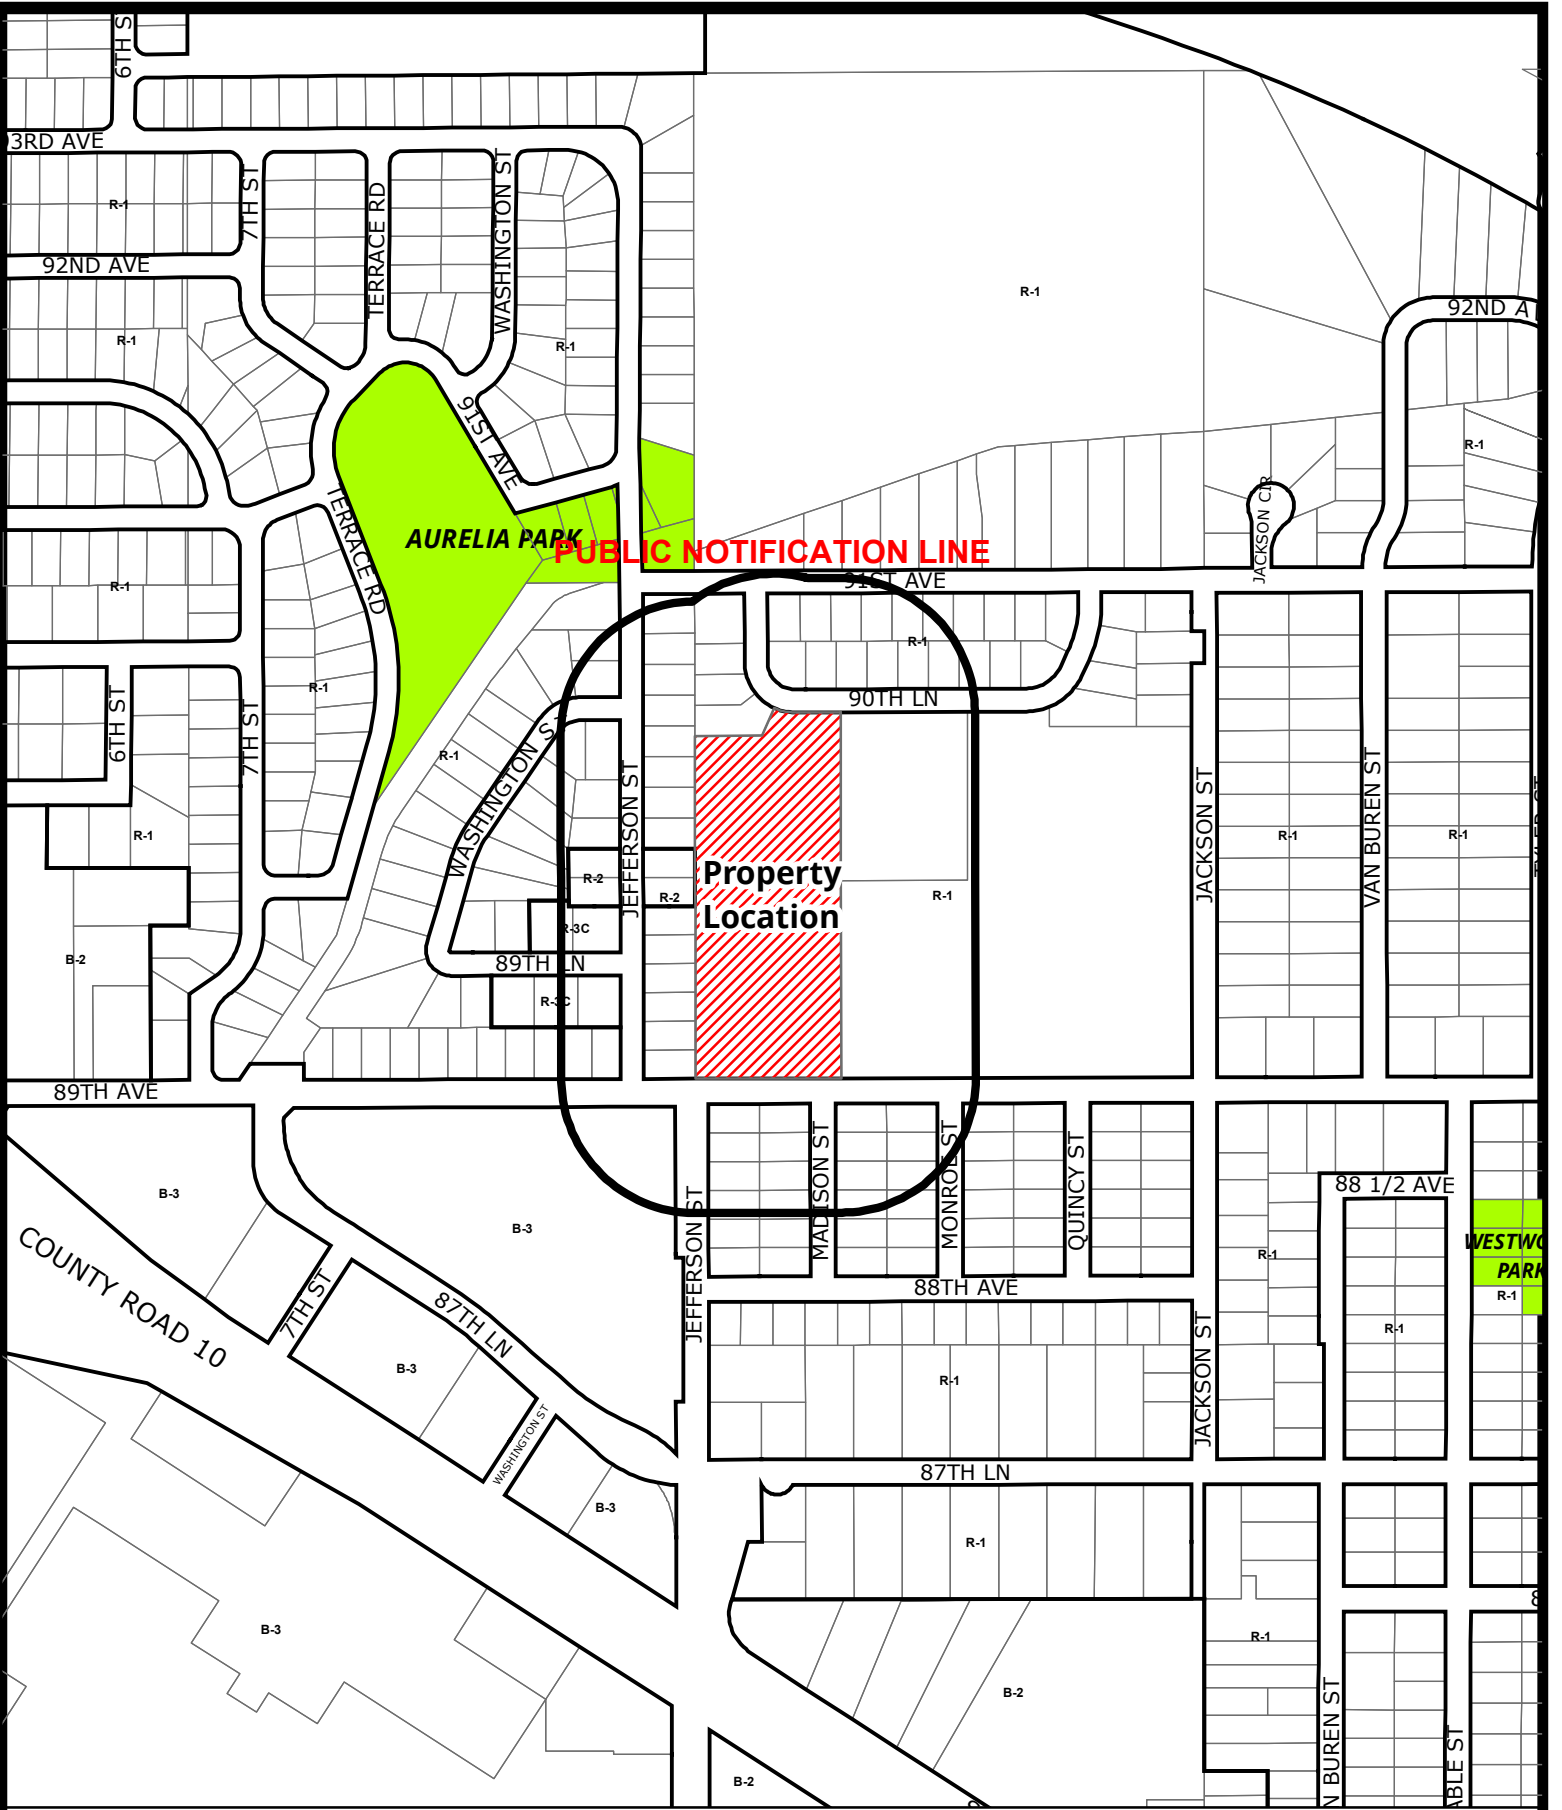 6TH S
3RD AVE
7TH ST
TERRACE RD
WASHINGTON ST
R-1
92ND AVE
R-1
R-1
R-1
92ND A
R-1
91ST AVE
JACKSON CIR
TERRACE RD
AURELIA PARK
PUBLIC NOTIFICATION LINE
91ST AVE
R-1
R-1
R-1
90TH LN
6TH ST
7TH ST
R-1
WASHINGTON S
JEFFERSON ST
JACKSON ST
VAN BUREN ST
R-1
R-1
R-1
Property
Location
R-2
R-2
R-1
R-3C
B-2
89TH LN
R-3C
89TH AVE
MADISON ST
MONROE ST
QUINCY ST
88 1/2 AVE
B-3
B-3
JEFFERSON ST
R-1
WESTWO
PARK
R-1
COUNTY ROAD 10
7TH ST
87TH LN
88TH AVE
R-1
B-3
R-1
JACKSON ST
WASHINGTON ST
87TH LN
B-3
R-1
B-3
R-1
B-2
N BUREN ST
ABLE ST
B-2